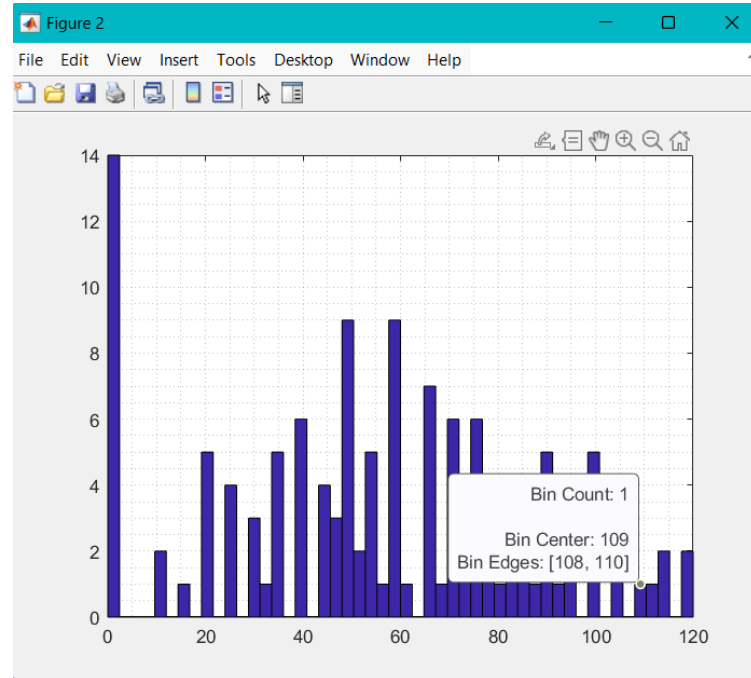 Figure 2
File Edit View Insert Tools Desktop Window Help
14
12
10
8
6
4
2
0
Bin Count: 1
Bin Center: 109
Bin Edges: [108, 110]
0 20 40 60 80 100 120